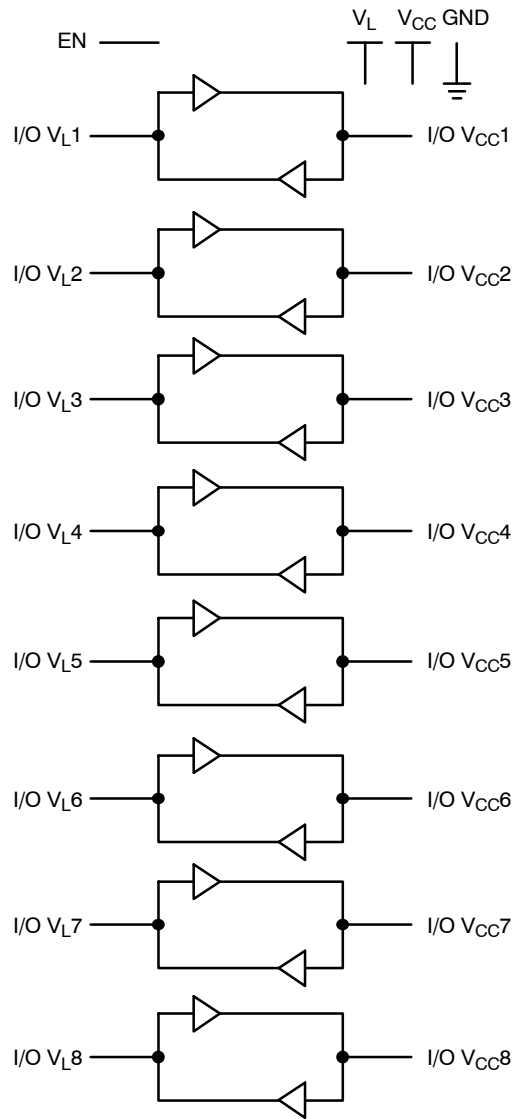 EN V_L V_CC GND
I/O V_L1 I/O V_CC1
I/O V_L2 I/O V_CC2
I/O V_L3 I/O V_CC3
I/O V_L4 I/O V_CC4
I/O V_L5 I/O V_CC5
I/O V_L6 I/O V_CC6
I/O V_L7 I/O V_CC7
I/O V_L8 I/O V_CC8